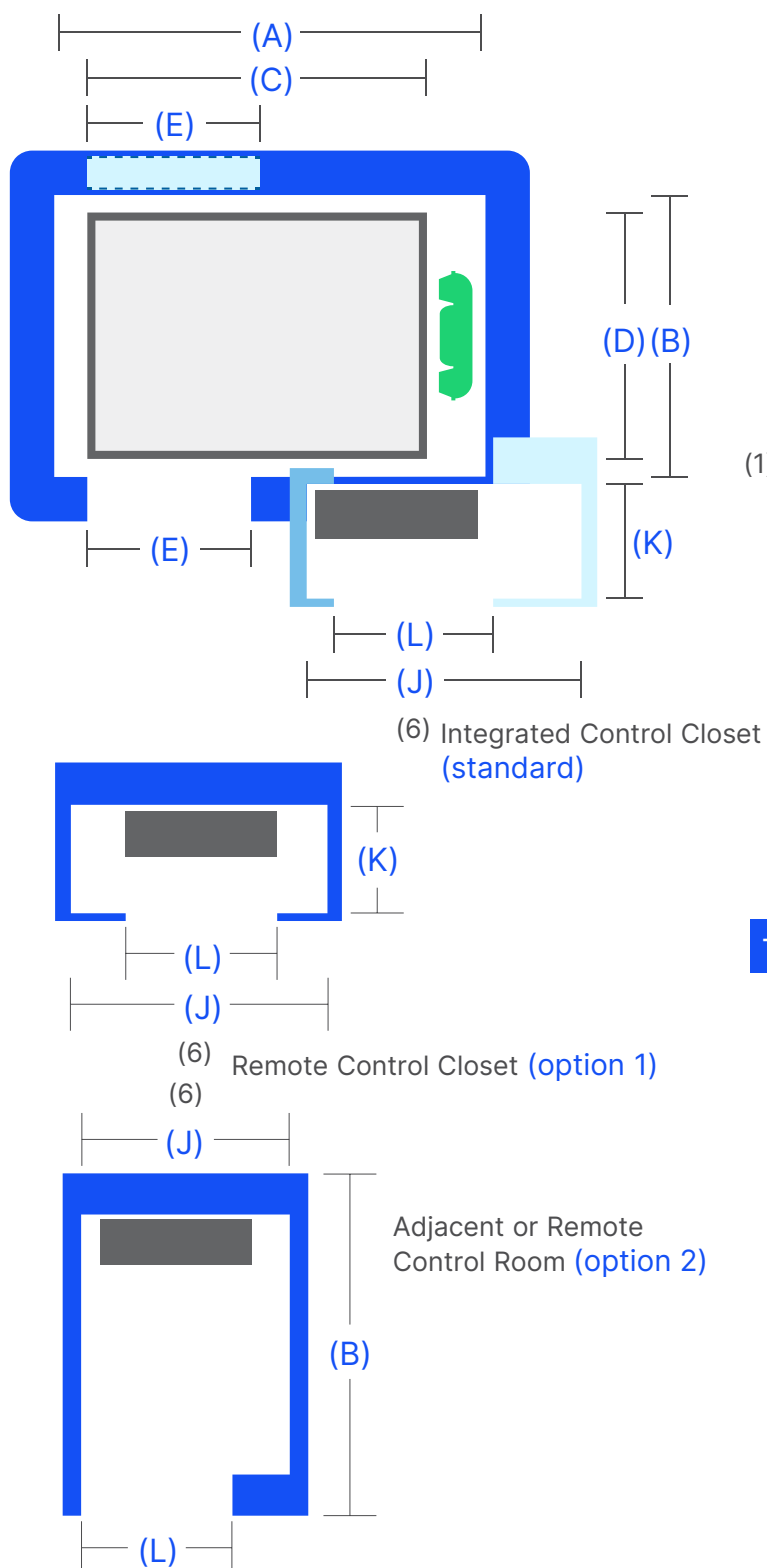 (A)
(C)
(E)
(D) (B)
(1)
(E)
(K)
(L)
(J)
(6) Integrated Control Closet
(standard)
(K)
(L)
(J)
(6) Remote Control Closet (option 1)
(6)
(J)
Adjacent or Remote
Control Room (option 2)
(B)
(L)